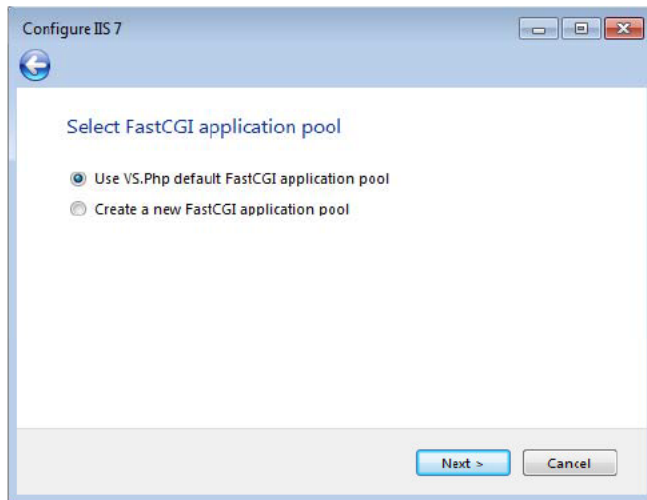 Configure IIS 7
Select FastCGI application pool
Use VS.Php default FastCGI application pool
Create a new FastCGI application pool
Next >
Cancel